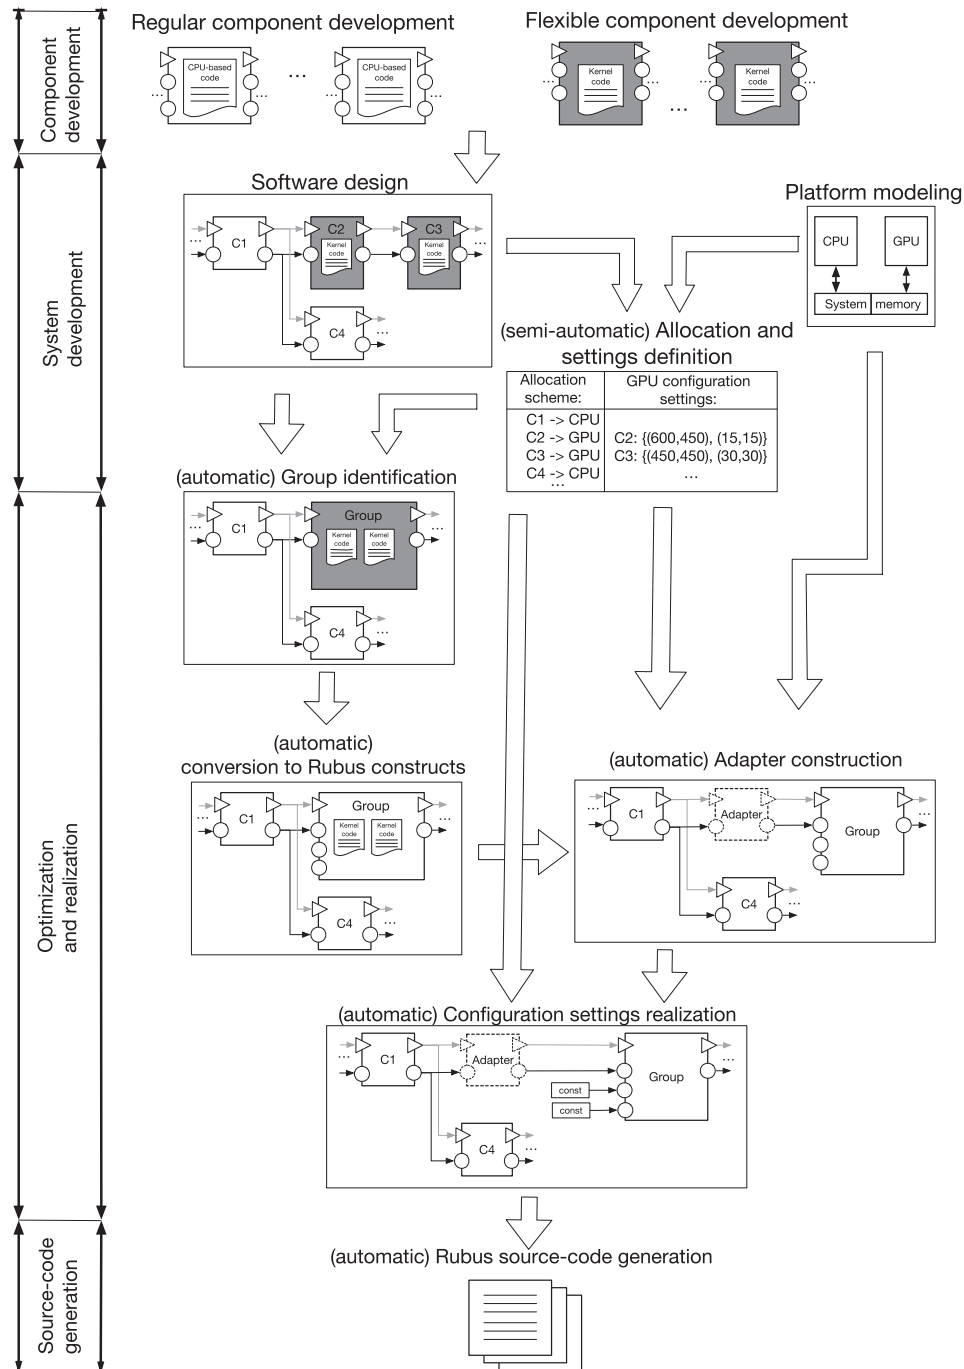 Regular component development
Flexible component development
Component
development
CPU-based
code
...
CPU-based
code
...
...
Kernel
code
...
...
Kernel
code
...
...
Software design
Platform modeling
System
development
...
C1
C2
Kernel
code
C3
Kernel
code
...
C4
...
CPU
GPU
System memory
(semi-automatic) Allocation and
settings definition
Allocation
scheme:
GPU configuration
settings:
C1 -> CPU
C2 -> GPU
C2: {(600,450), (15,15)}
C3 -> GPU
C3: {(450,450), (30,30)}
C4 -> CPU
...
...
(automatic) Group identification
...
C1
Group
Kernel
code
Kernel
code
...
C4
...
Optimization
and realization
(automatic)
conversion to Rubus constructs
...
C1
Group
Kernel
code
Kernel
code
...
C4
...
(automatic) Adapter construction
...
C1
Adapter
Group
...
C4
...
(automatic) Configuration settings realization
...
C1
Adapter
Group
...
const
const
C4
...
(automatic) Rubus source-code generation
Source-code
generation